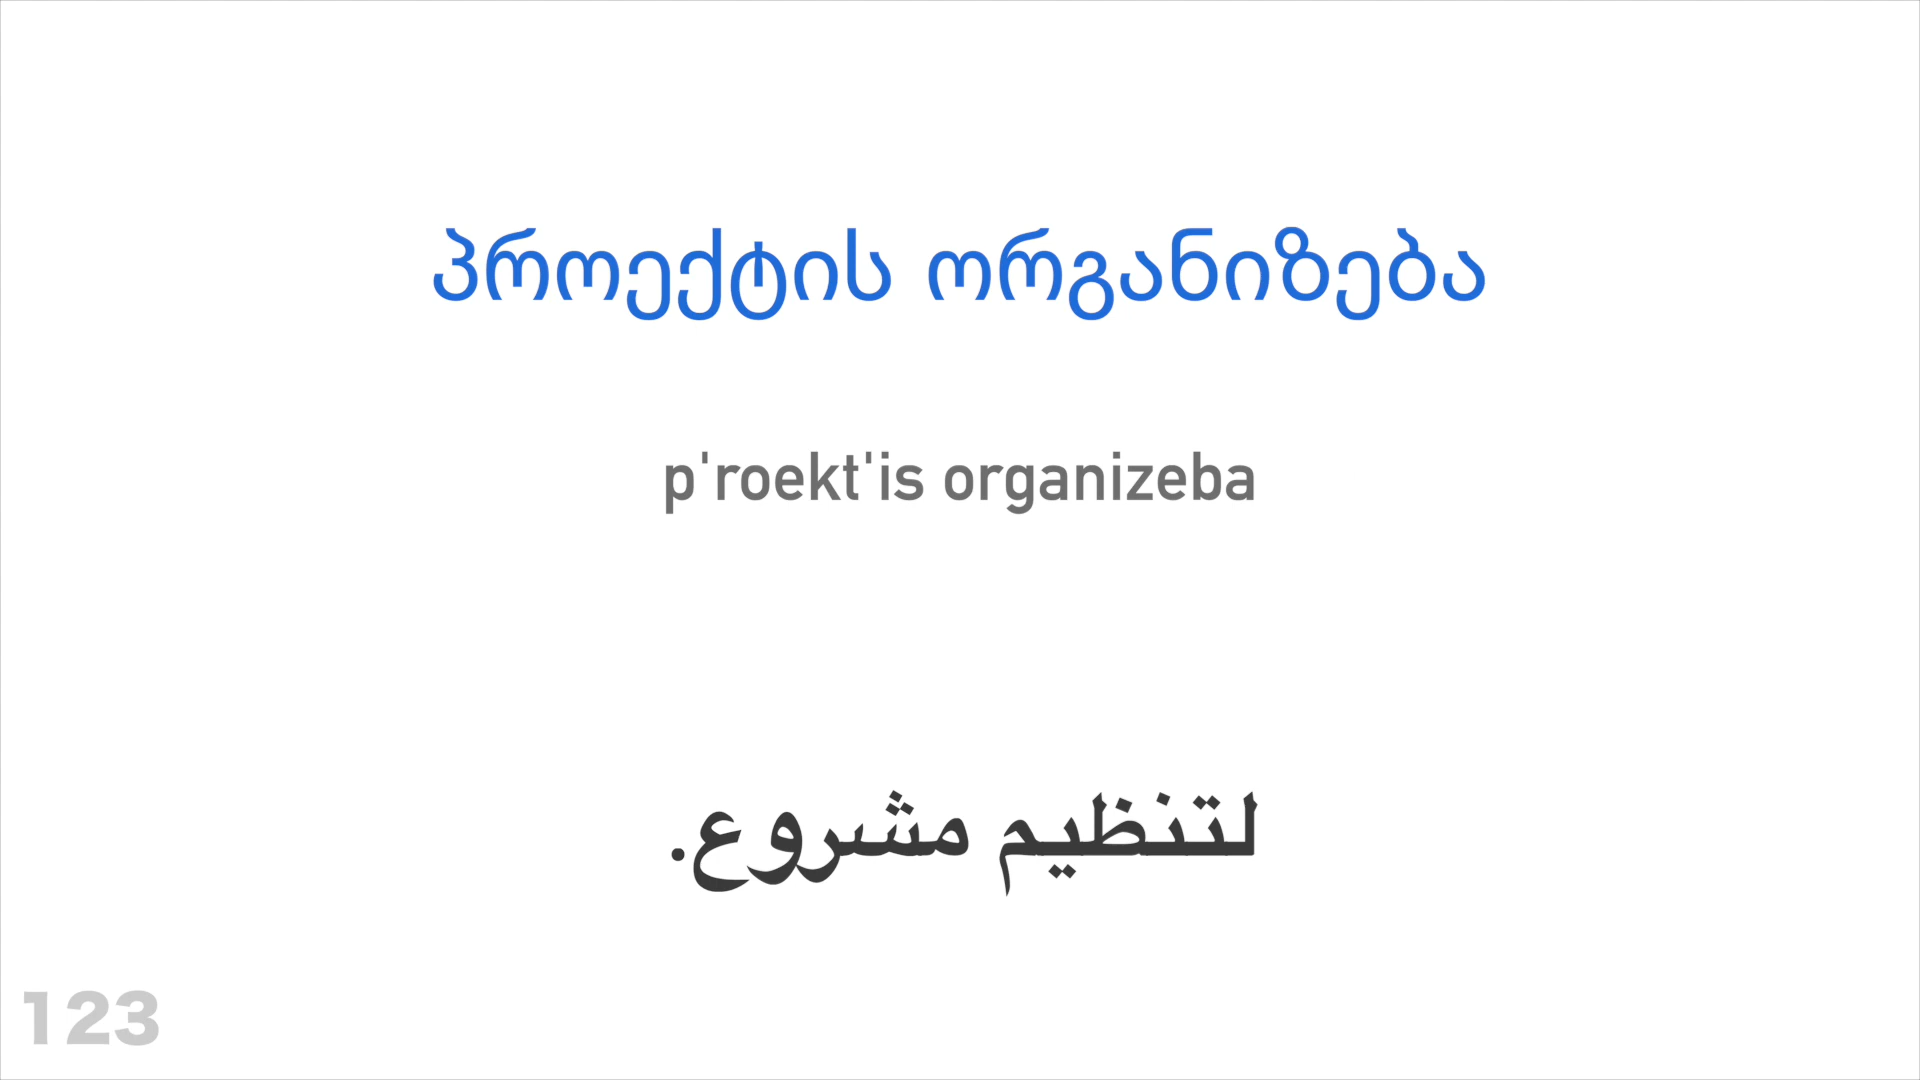 პროექტის ორგანიზება
p'roekt'is organizeba
لتنظيم مشروع.
123